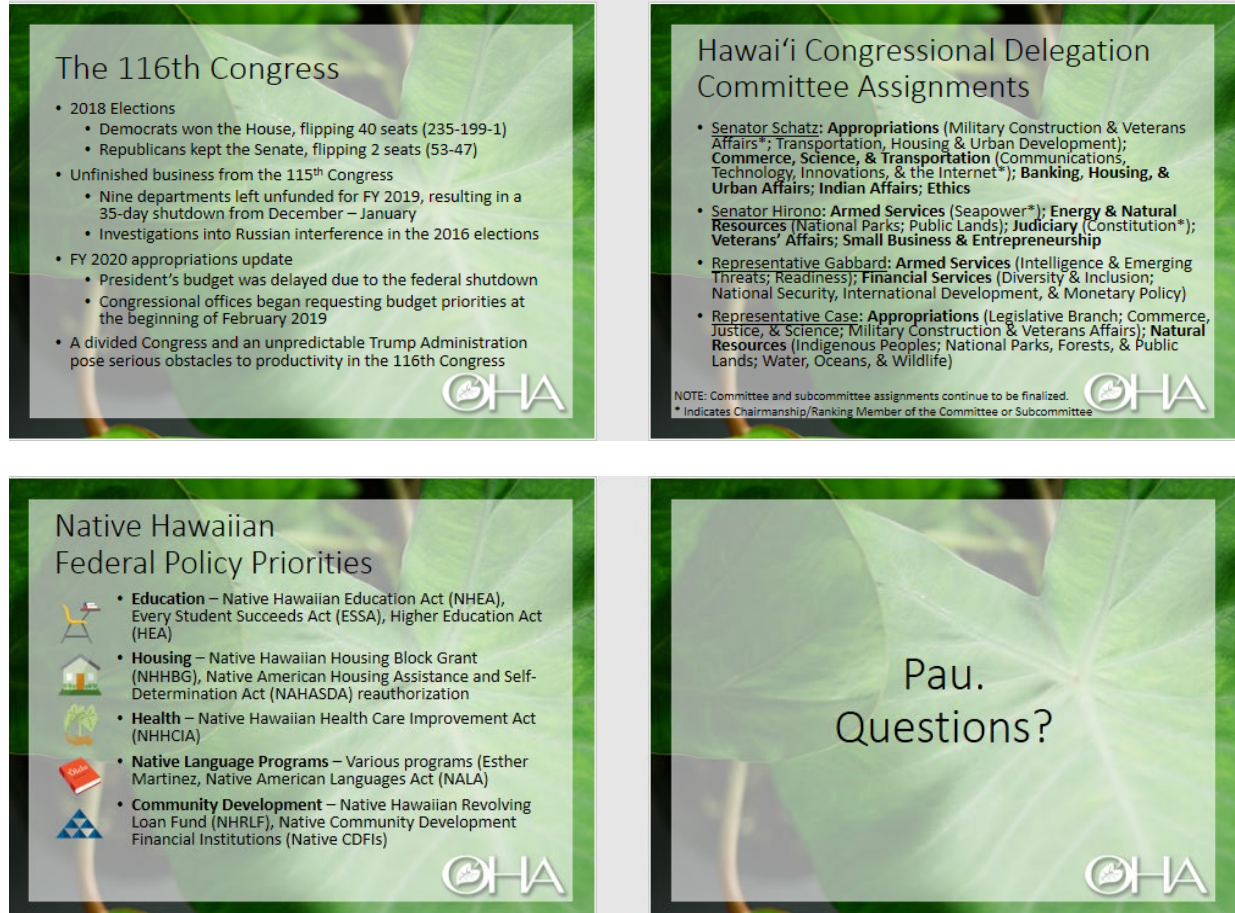 The 116th Congress
• 2018 Elections
• Democrats won the House, flipping 40 seats (235-199-1)
• Republicans kept the Senate, flipping 2 seats (53-47)
• Unfinished business from the 115th Congress
• Nine departments left unfunded for FY 2019, resulting in a
35-day shutdown from December – January
• Investigations into Russian interference in the 2016 elections
• FY 2020 appropriations update
• President's budget was delayed due to the federal shutdown
• Congressional offices began requesting budget priorities at
the beginning of February 2019
• A divided Congress and an unpredictable Trump Administration
pose serious obstacles to productivity in the 116th Congress
OHA
Hawaiʻi Congressional Delegation
Committee Assignments
• Senator Schatz: Appropriations (Military Construction & Veterans
Affairs*; Transportation, Housing & Urban Development);
Commerce, Science, & Transportation (Communications,
Technology, Innovations, & the Internet*); Banking, Housing, &
Urban Affairs; Indian Affairs; Ethics
• Senator Hirono: Armed Services (Seapower*); Energy & Natural
Resources (National Parks; Public Lands); Judiciary (Constitution*);
Veterans' Affairs; Small Business & Entrepreneurship
• Representative Gabbard: Armed Services (Intelligence & Emerging
Threats; Readiness); Financial Services (Diversity & Inclusion;
National Security, International Development, & Monetary Policy)
• Representative Case: Appropriations (Legislative Branch; Commerce,
Justice, & Science; Military Construction & Veterans Affairs); Natural
Resources (Indigenous Peoples; National Parks, Forests, & Public
Lands; Water, Oceans, & Wildlife)
NOTE: Committee and subcommittee assignments continue to be finalized.
* Indicates Chairmanship/Ranking Member of the Committee or Subcommittee
OHA
Native Hawaiian
Federal Policy Priorities
• Education – Native Hawaiian Education Act (NHEA),
Every Student Succeeds Act (ESSA), Higher Education Act
(HEA)
• Housing – Native Hawaiian Housing Block Grant
(NHHBG), Native American Housing Assistance and Self-
Determination Act (NAHASDA) reauthorization
• Health – Native Hawaiian Health Care Improvement Act
(NHHCIA)
• Native Language Programs – Various programs (Esther
Martinez, Native American Languages Act (NALA)
• Community Development – Native Hawaiian Revolving
Loan Fund (NHRLF), Native Community Development
Financial Institutions (Native CDFIs)
OHA
Pau.
Questions?
OHA